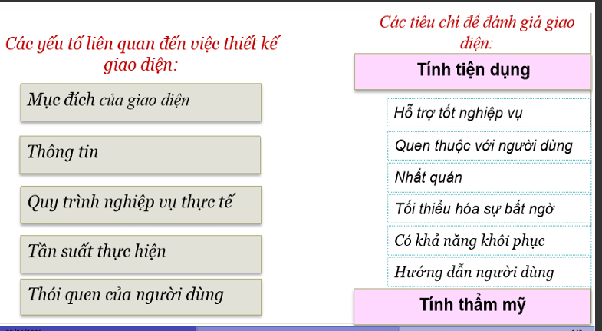 Các yếu tố liên quan đến việc thiết kế
giao diện:
Mục đích của giao diện
Thông tin
Quy trình nghiệp vụ thực tế
Tần suất thực hiện
Thói quen của người dùng
Các tiêu chí để đánh giá giao
diện:
Tính tiện dụng
Hỗ trợ tốt nghiệp vụ
Quen thuộc với người dùng
Nhất quán
Tối thiểu hóa sự bất ngờ
Có khả năng khôi phục
Hướng dẫn người dùng
Tính thẩm mỹ